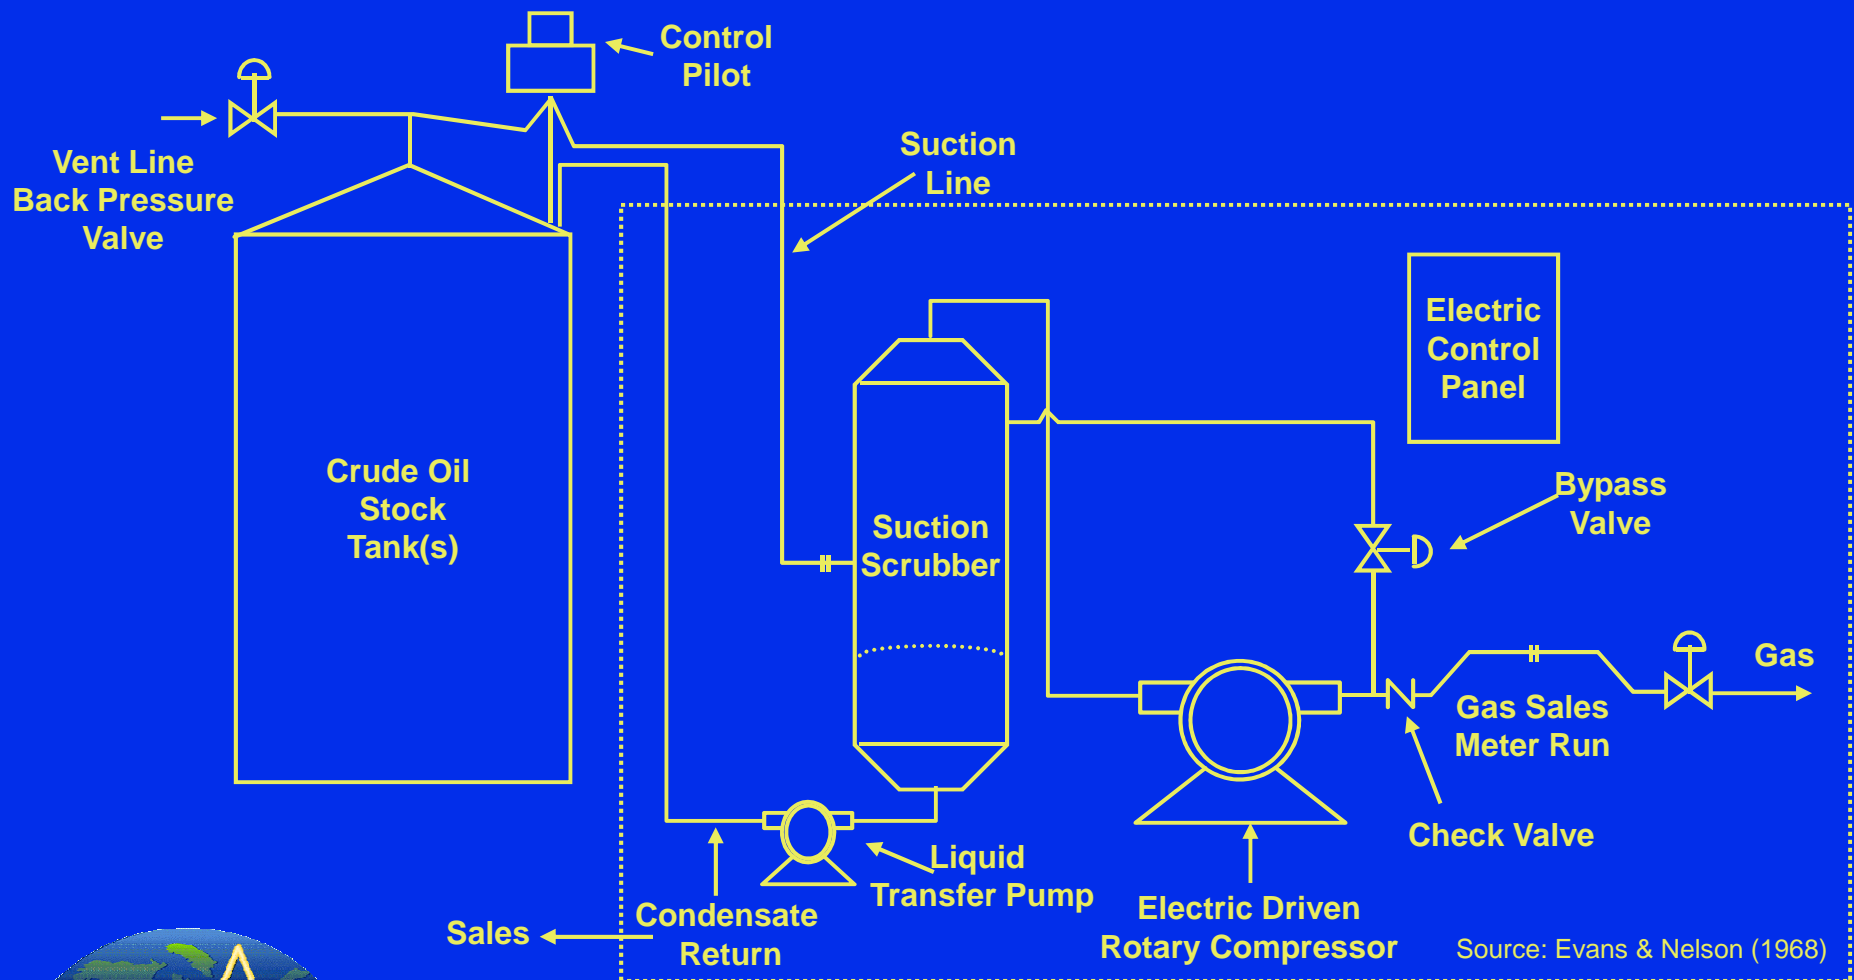 Control
Pilot
Vent Line
Back Pressure
Valve
Suction
Line
Electric
Control
Panel
Crude Oil
Stock
Tank(s)
Suction
Scrubber
Bypass
Valve
Gas
Gas Sales
Meter Run
Check Valve
Liquid
Transfer Pump
Condensate
Return
Sales
Electric Driven
Rotary Compressor
Source: Evans & Nelson (1968)